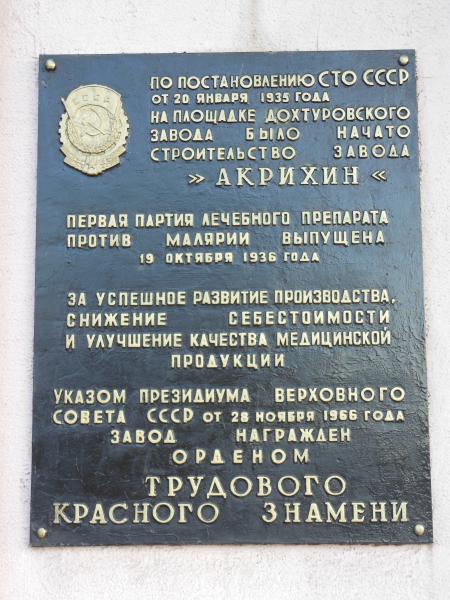 СССР
ПО ПОСТАНОВЛЕНИЮ СТО СССР
ОТ 20 ЯНВАРЯ 1935 ГОДА
НА ПЛОЩАДКЕ ДОХТУРОВСКОГО
ЗАВОДА БЫЛО НАЧАТО
СТРОИТЕЛЬСТВО ЗАВОДА
» АКРИХИН «
ПЕРВАЯ ПАРТИЯ ЛЕЧЕБНОГО ПРЕПАРАТА
ПРОТИВ МАЛЯРИИ ВЫПУЩЕНА
19 ОКТЯБРЯ 1936 ГОДА
ЗА УСПЕШНОЕ РАЗВИТИЕ ПРОИЗВОДСТВА,
СНИЖЕНИЕ СЕБЕСТОИМОСТИ
И УЛУЧШЕНИЕ КАЧЕСТВА МЕДИЦИНСКОЙ
ПРОДУКЦИИ
УКАЗОМ ПРЕЗИДИУМА ВЕРХОВНОГО
СОВЕТА СССР ОТ 28 НОЯБРЯ 1966 ГОДА
ЗАВОД НАГРАЖДЕН
ОРДЕНОМ
ТРУДОВОГО
КРАСНОГО ЗНАМЕНИ